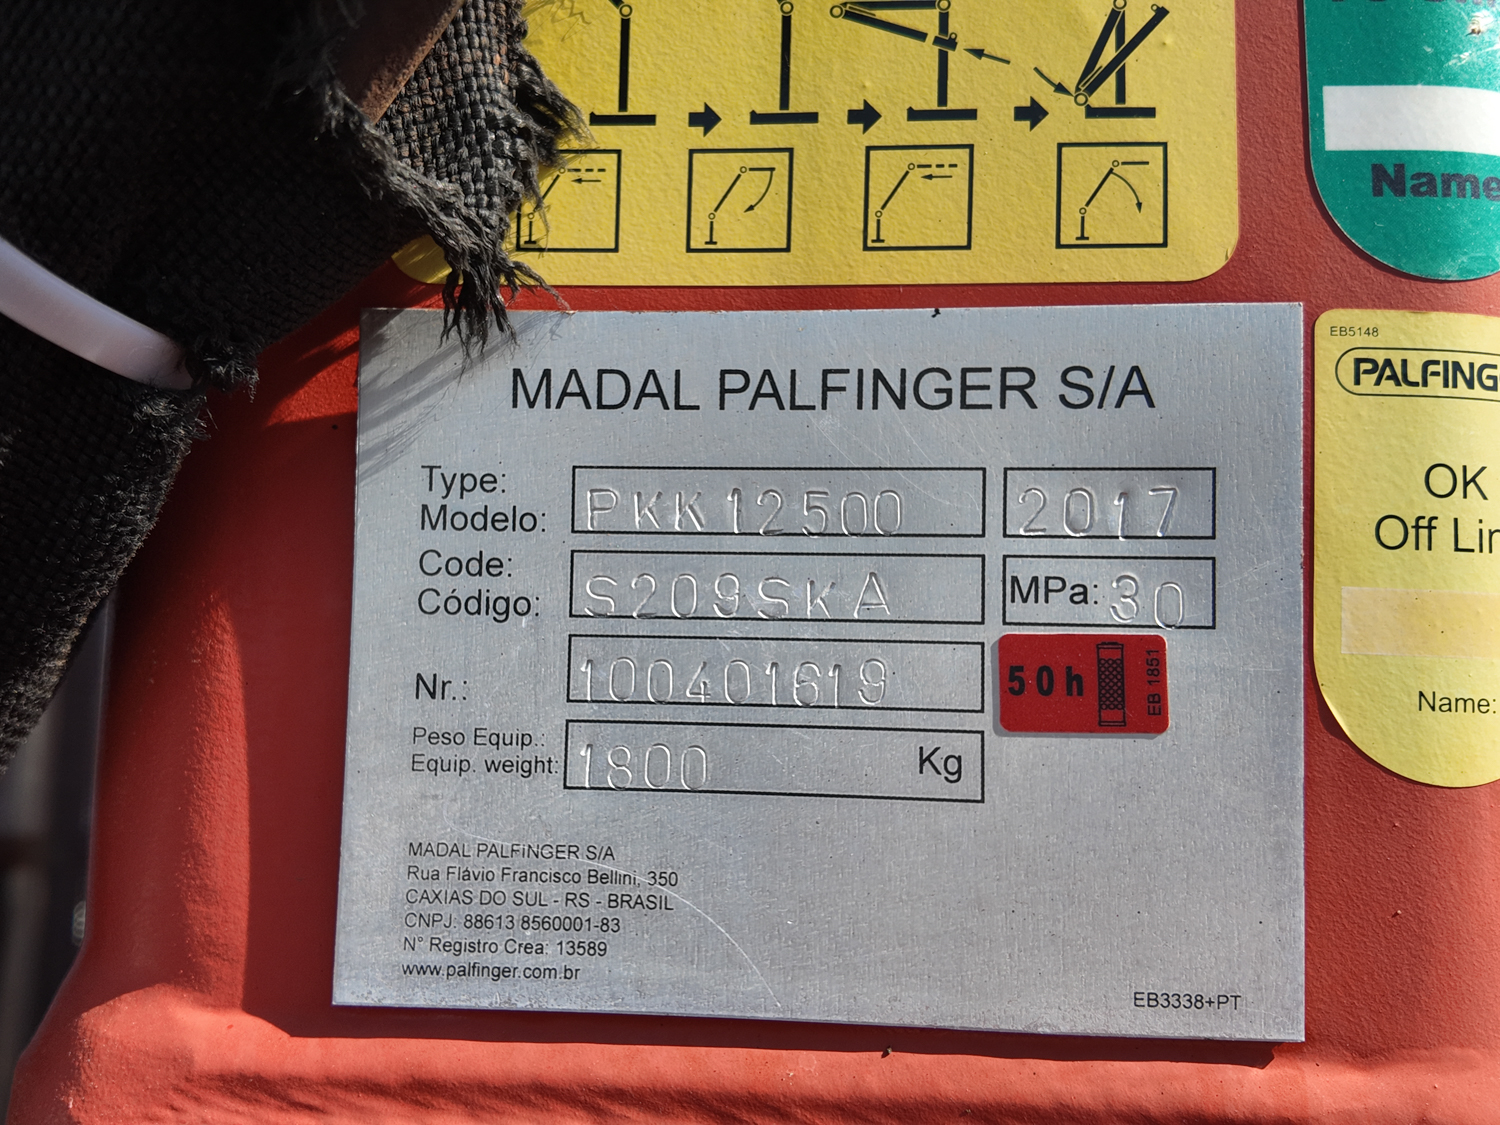 MADAL PALFINGER S/A
Type:
Modelo: PKK12500 2017
Code:
Código: S209SKA MPa: 30
Nr.: 100401619
50h EB 1851
Peso Equip.:
Equip. weight: 1800 Kg
MADAL PALFINGER S/A
Rua Flávio Francisco Bellini, 350
CAXIAS DO SUL - RS - BRASIL
CNPJ: 88613 8560001-83
N° Registro Crea: 13589
www.palfinger.com.br
EB3338+PT
Name
EB5148
PALFING
OK
Off Lin
Name: